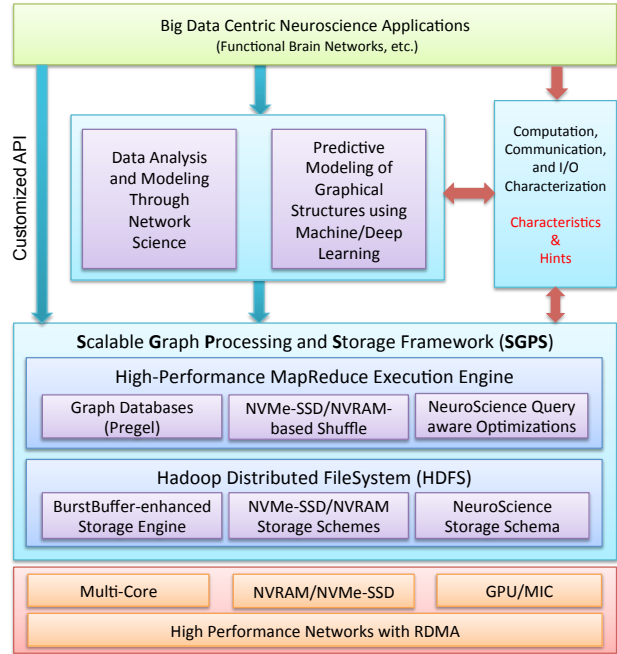 Big Data Centric Neuroscience Applications
(Functional Brain Networks, etc.)
Customized API
Data Analysis
and Modeling
Through
Network
Science
Predictive
Modeling of
Graphical
Structures using
Machine/Deep
Learning
Computation,
Communication,
and I/O
Characterization
Characteristics
&
Hints
Scalable Graph Processing and Storage Framework (SGPS)
High-Performance MapReduce Execution Engine
Graph Databases
(Pregel)
NVMe-SSD/NVRAM-
based Shuffle
NeuroScience Query
aware Optimizations
Hadoop Distributed FileSystem (HDFS)
BurstBuffer-enhanced
Storage Engine
NVMe-SSD/NVRAM
Storage Schemes
NeuroScience
Storage Schema
Multi-Core
NVRAM/NVMe-SSD
GPU/MIC
High Performance Networks with RDMA